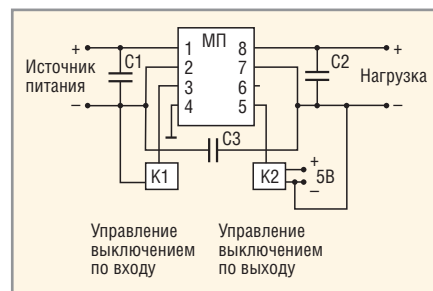 + C1 1 МП 8 C2 +
Источник питания
2 7
Нагрузка
3 6
– 4 5 –
C3
K1 K2 + 5В –
Управление выключением по входу
Управление выключением по выходу